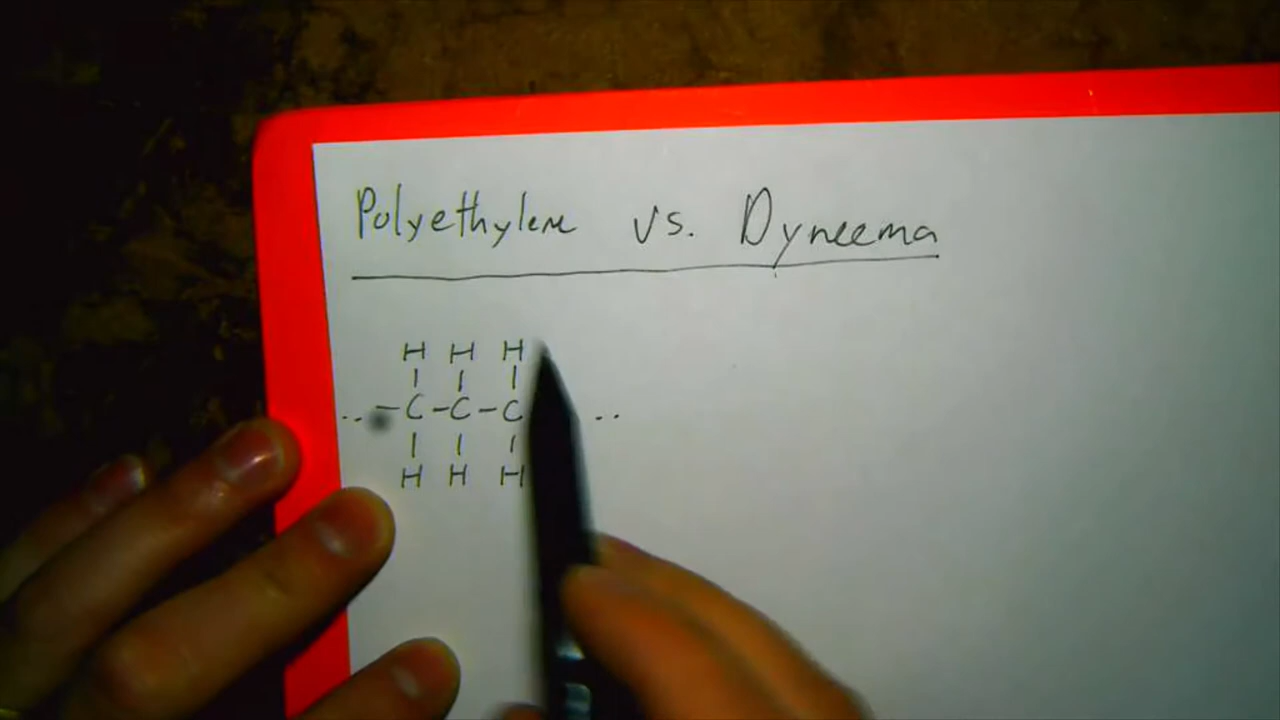 Polyethylene vs. Dyneema
H H H
| | |
..-C-C-C ..
| | |
H H H